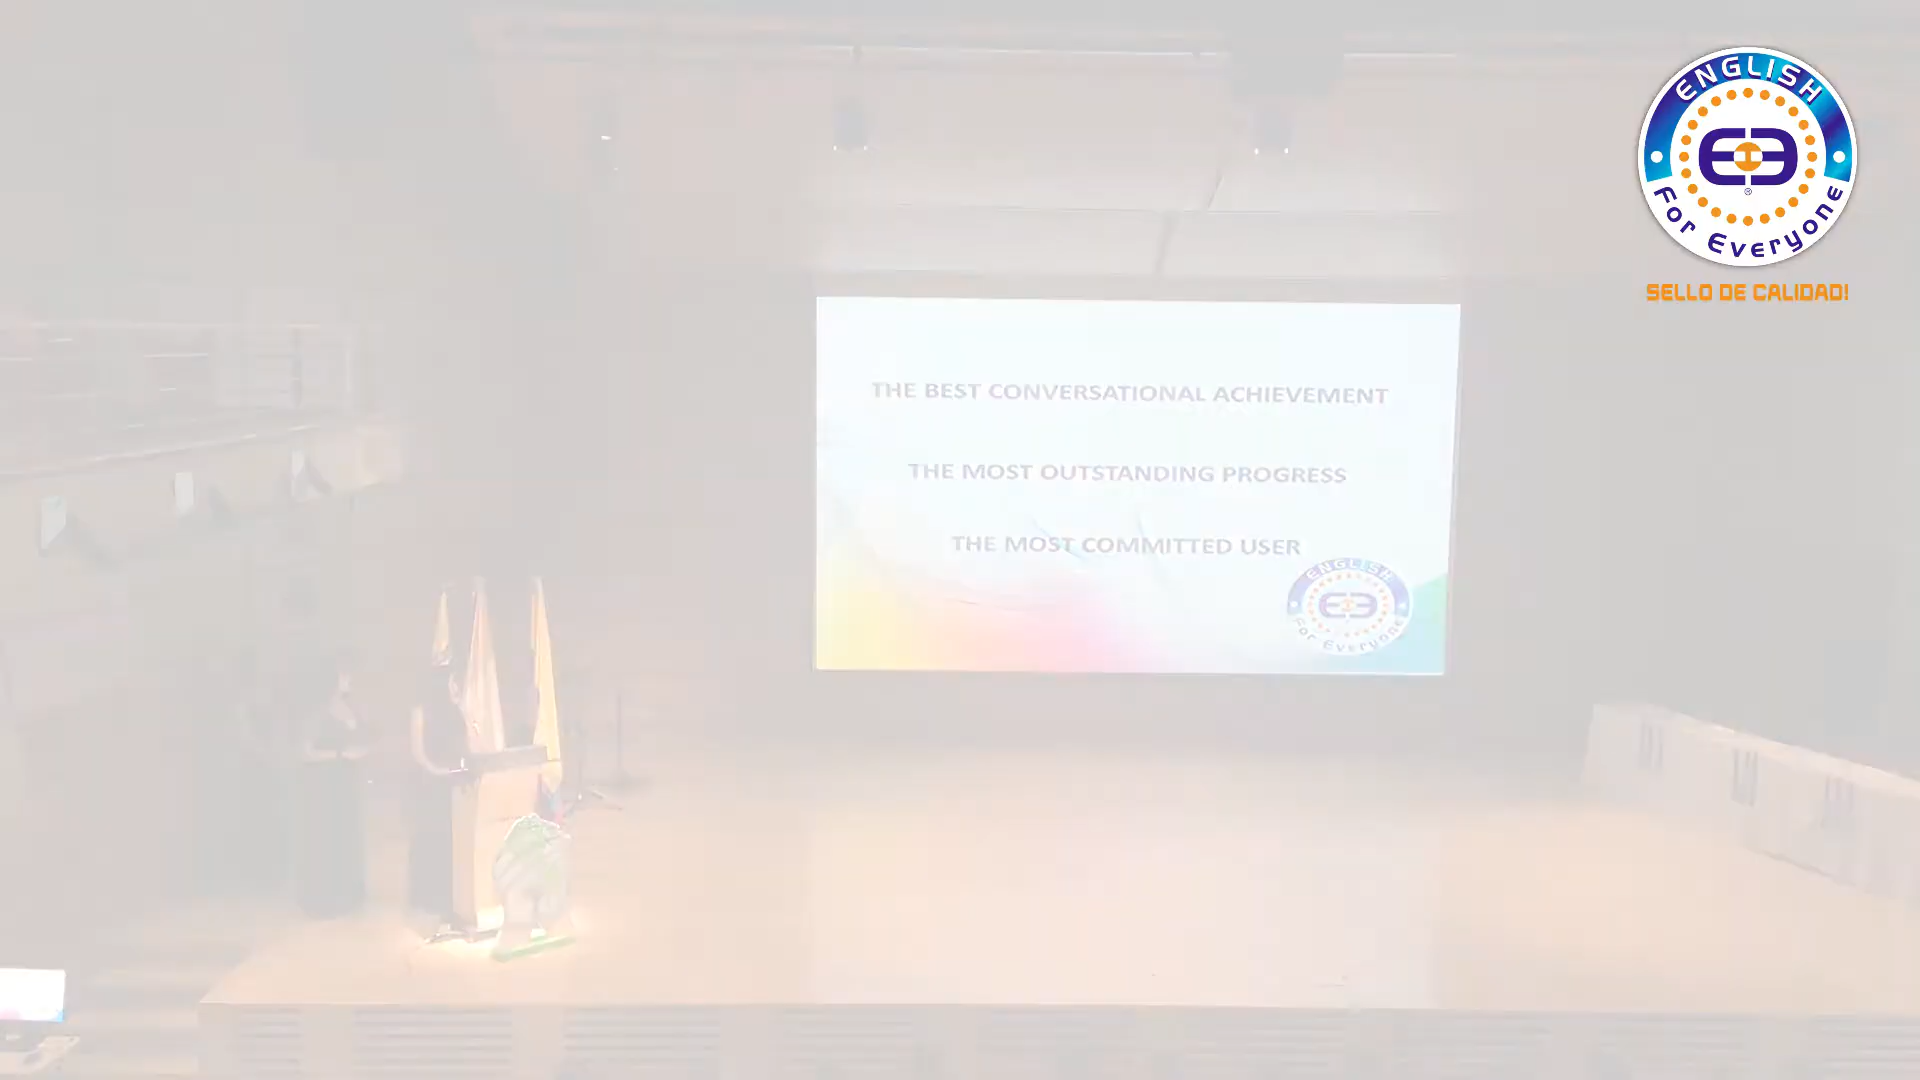 ENGLISH
For Everyone
SELLO DE CALIDAD!
THE BEST CONVERSATIONAL ACHIEVEMENT
THE MOST OUTSTANDING PROGRESS
THE MOST COMMITTED USER
ENGLISH
For Everyone